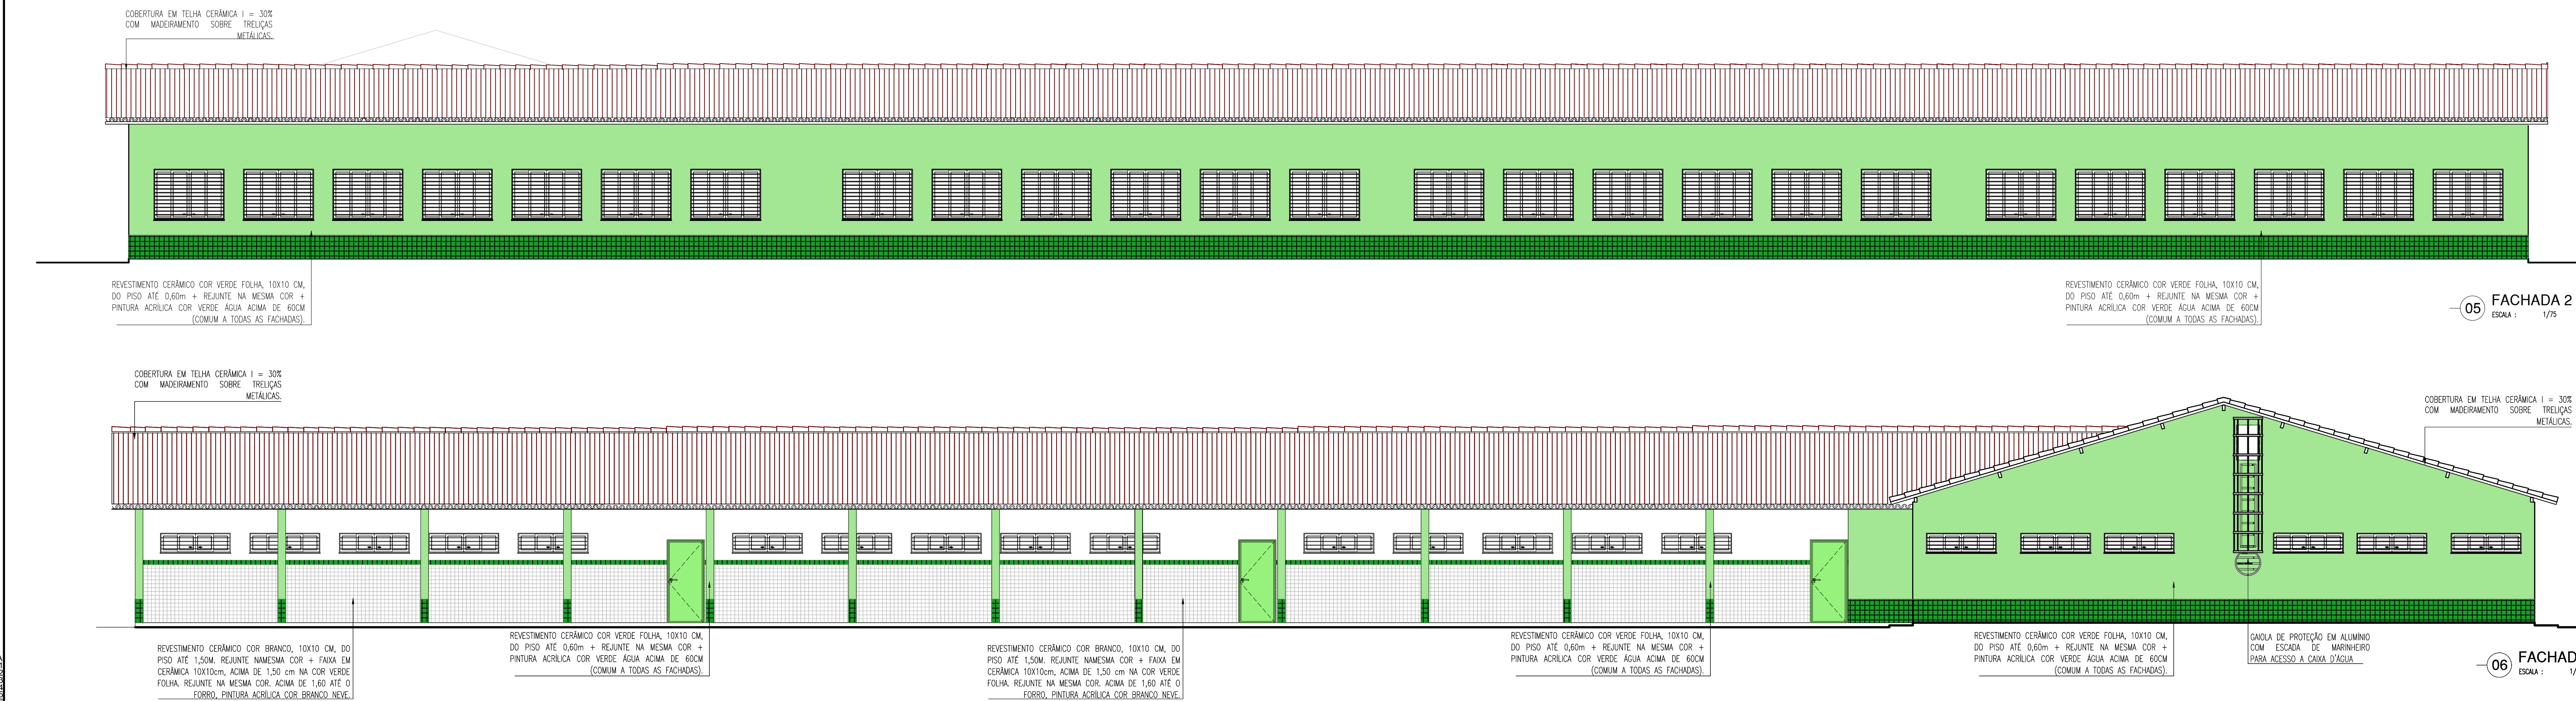 COBERTURA EM TELHA CERÂMICA I = 30%
COM MADEIRAMENTO SOBRE TRELIÇAS
METÁLICAS.
REVESTIMENTO CERÂMICO COR VERDE FOLHA, 10X10 CM,
DO PISO ATÉ 0,60m + REJUNTE NA MESMA COR +
PINTURA ACRÍLICA COR VERDE ÁGUA ACIMA DE 60CM
(COMUM A TODAS AS FACHADAS).
REVESTIMENTO CERÂMICO COR VERDE FOLHA, 10X10 CM,
DO PISO ATÉ 0,60m + REJUNTE NA MESMA COR +
PINTURA ACRÍLICA COR VERDE ÁGUA ACIMA DE 60CM
(COMUM A TODAS AS FACHADAS).
05 FACHADA 2
ESCALA : 1/75
COBERTURA EM TELHA CERÂMICA I = 30%
COM MADEIRAMENTO SOBRE TRELIÇAS
METÁLICAS.
COBERTURA EM TELHA CERÂMICA I = 30%
COM MADEIRAMENTO SOBRE TRELIÇAS
METÁLICAS.
REVESTIMENTO CERÂMICO COR BRANCO, 10X10 CM, DO
PISO ATÉ 1,50M. REJUNTE NAMESMA COR + FAIXA EM
CERÂMICA 10X10cm, ACIMA DE 1,50 cm NA COR VERDE
FOLHA. REJUNTE NA MESMA COR. ACIMA DE 1,60 ATÉ O
FORRO, PINTURA ACRÍLICA COR BRANCO NEVE.
REVESTIMENTO CERÂMICO COR VERDE FOLHA, 10X10 CM,
DO PISO ATÉ 0,60m + REJUNTE NA MESMA COR +
PINTURA ACRÍLICA COR VERDE ÁGUA ACIMA DE 60CM
(COMUM A TODAS AS FACHADAS).
REVESTIMENTO CERÂMICO COR BRANCO, 10X10 CM, DO
PISO ATÉ 1,50M. REJUNTE NAMESMA COR + FAIXA EM
CERÂMICA 10X10cm, ACIMA DE 1,50 cm NA COR VERDE
FOLHA. REJUNTE NA MESMA COR. ACIMA DE 1,60 ATÉ O
FORRO, PINTURA ACRÍLICA COR BRANCO NEVE.
REVESTIMENTO CERÂMICO COR VERDE FOLHA, 10X10 CM,
DO PISO ATÉ 0,60m + REJUNTE NA MESMA COR +
PINTURA ACRÍLICA COR VERDE ÁGUA ACIMA DE 60CM
(COMUM A TODAS AS FACHADAS).
REVESTIMENTO CERÂMICO COR VERDE FOLHA, 10X10 CM,
DO PISO ATÉ 0,60m + REJUNTE NA MESMA COR +
PINTURA ACRÍLICA COR VERDE ÁGUA ACIMA DE 60CM
(COMUM A TODAS AS FACHADAS).
GAIOLA DE PROTEÇÃO EM ALUMÍNIO
COM ESCADA DE MARINHEIRO
PARA ACESSO A CAIXA D'ÁGUA
06 FACHAD
ESCALA : 1/